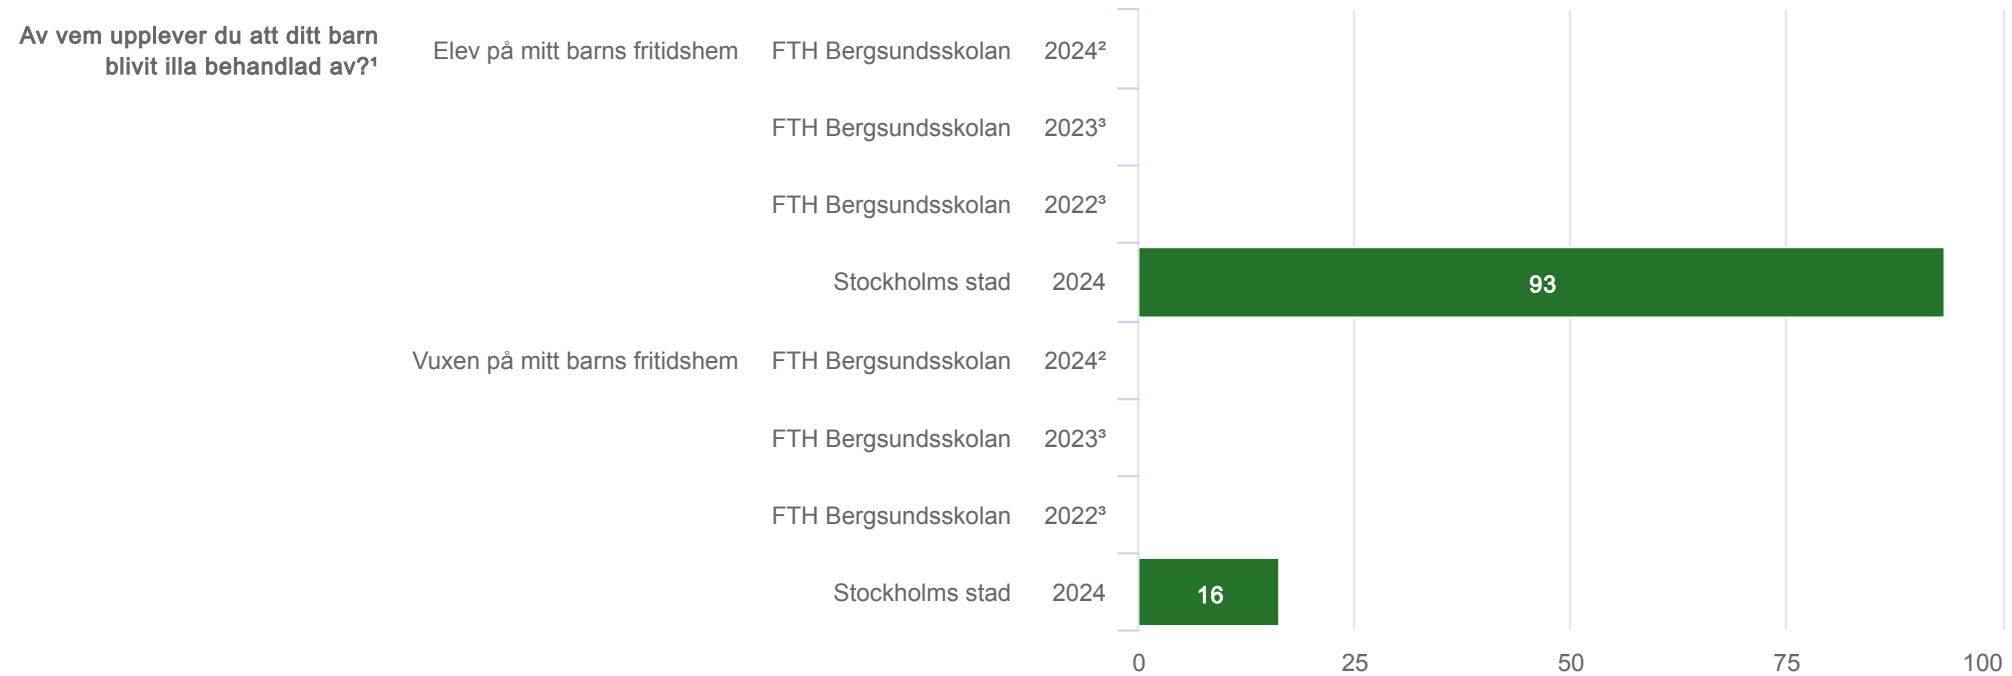 Av vem upplever du att ditt barn
blivit illa behandlad av?¹
Elev på mitt barns fritidshem FTH Bergsundsskolan 2024²
FTH Bergsundsskolan 2023³
FTH Bergsundsskolan 2022³
Stockholms stad 2024 93
Vuxen på mitt barns fritidshem FTH Bergsundsskolan 2024²
FTH Bergsundsskolan 2023³
FTH Bergsundsskolan 2022³
Stockholms stad 2024 16
0 25 50 75 100